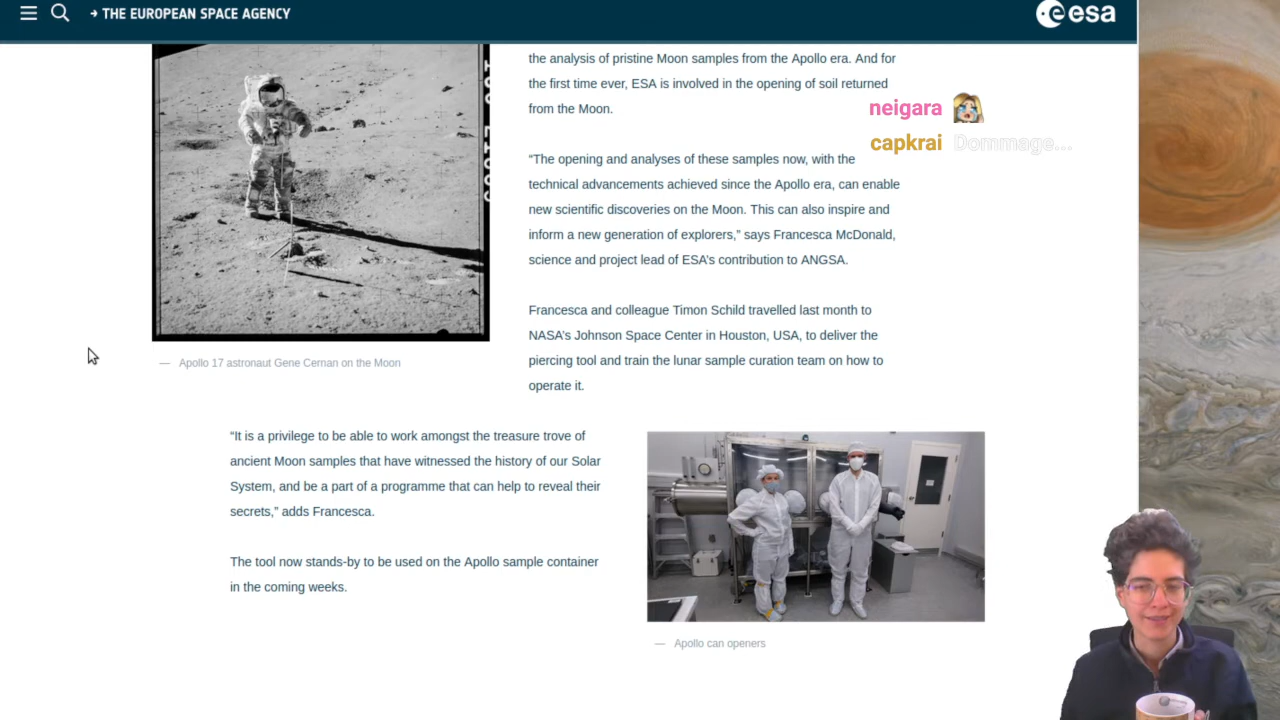 → THE EUROPEAN SPACE AGENCY
esa
the analysis of pristine Moon samples from the Apollo era. And for
the first time ever, ESA is involved in the opening of soil returned
from the Moon.
neigara
capkrai Dommage...
“The opening and analyses of these samples now, with the
technical advancements achieved since the Apollo era, can enable
new scientific discoveries on the Moon. This can also inspire and
inform a new generation of explorers,” says Francesca McDonald,
science and project lead of ESA’s contribution to ANGSA.
Francesca and colleague Timon Schild travelled last month to
NASA’s Johnson Space Center in Houston, USA, to deliver the
piercing tool and train the lunar sample curation team on how to
operate it.
— Apollo 17 astronaut Gene Cernan on the Moon
“It is a privilege to be able to work amongst the treasure trove of
ancient Moon samples that have witnessed the history of our Solar
System, and be a part of a programme that can help to reveal their
secrets,” adds Francesca.
The tool now stands-by to be used on the Apollo sample container
in the coming weeks.
— Apollo can openers